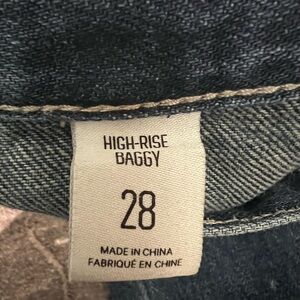 HIGH-RISE
BAGGY
28
MADE IN CHINA
FABRIQUÉ EN CHINE